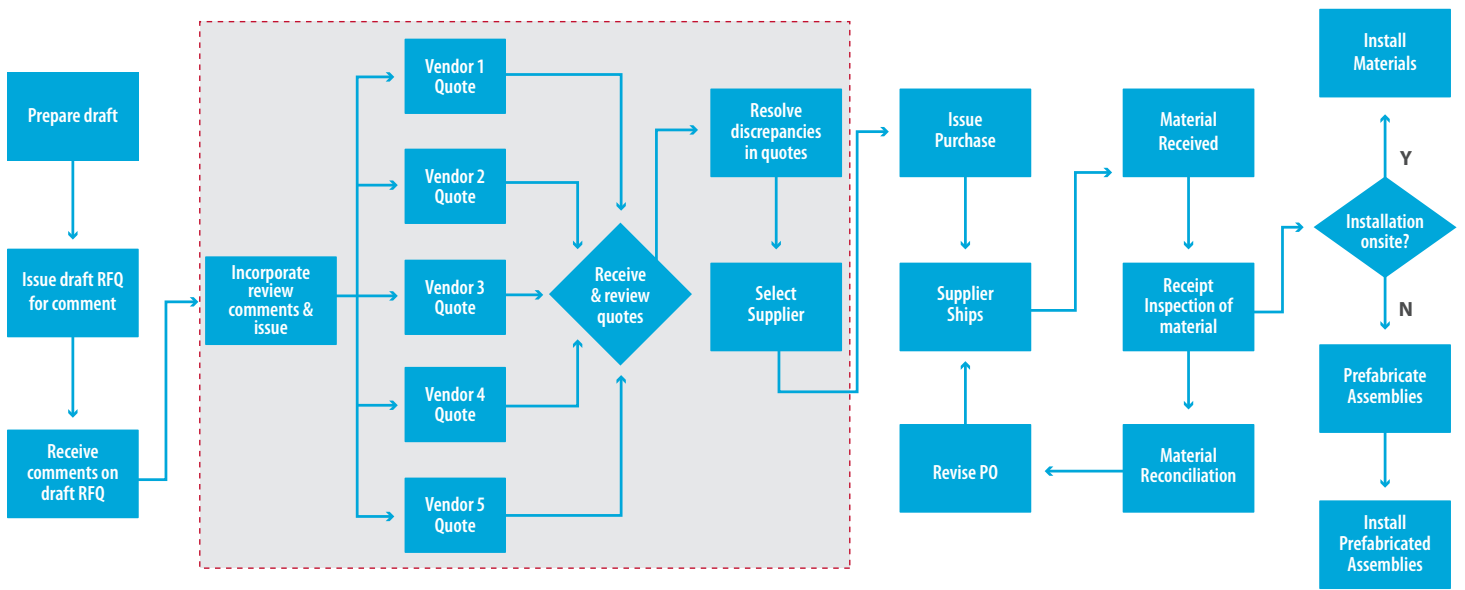 Prepare draft
Issue draft RFQ
for comment
Receive
comments on
draft RFQ
Incorporate
review
comments &
issue
Vendor 1
Quote
Vendor 2
Quote
Vendor 3
Quote
Vendor 4
Quote
Vendor 5
Quote
Receive
& review
quotes
Resolve
discrepancies
in quotes
Select
Supplier
Issue
Purchase
Supplier
Ships
Revise PO
Material
Received
Receipt
Inspection of
material
Material
Reconciliation
Install
Materials
Y
Installation
onsite?
N
Prefabricate
Assemblies
Install
Prefabricated
Assemblies